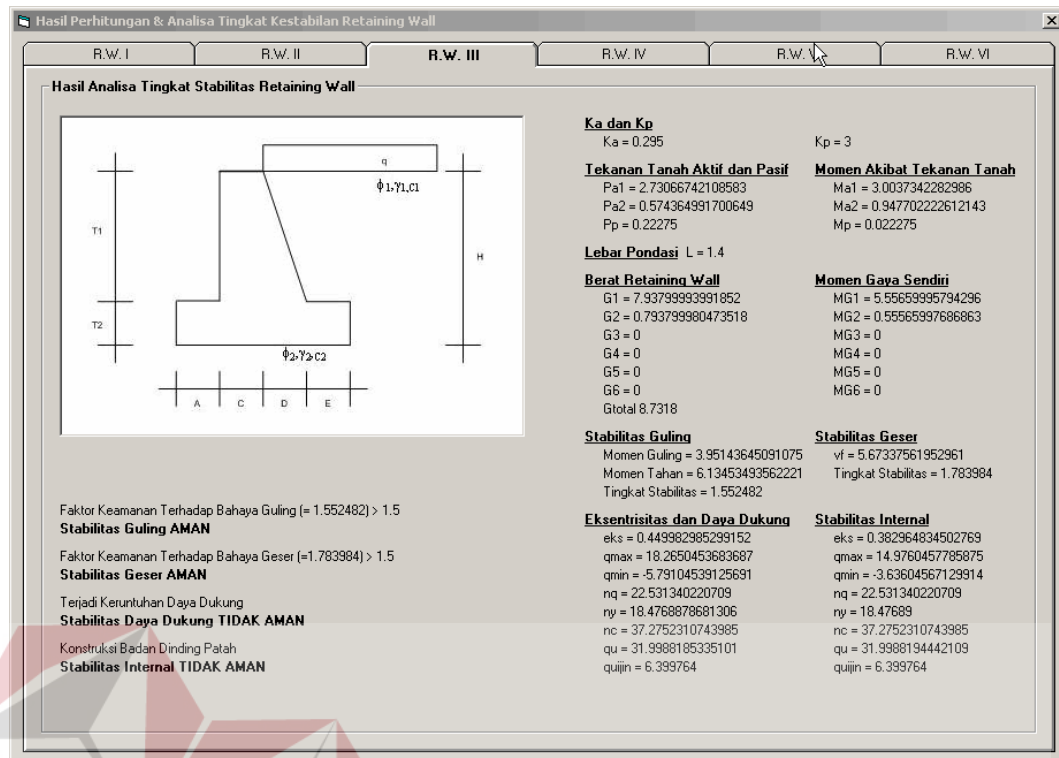 Hasil Perhitungan & Analisa Tingkat Kestabilan Retaining Wall
R.W. I
R.W. II
R.W. III
R.W. IV
R.W. V
R.W. VI
Hasil Analisa Tingkat Stabilitas Retaining Wall
q
ϕ1,γ1,C1
T1
H
T2
ϕ2,γ2,C2
A C D E
Faktor Keamanan Terhadap Bahaya Guling (= 1.552482) > 1.5
Stabilitas Guling AMAN
Faktor Keamanan Terhadap Bahaya Geser (=1.783984) > 1.5
Stabilitas Geser AMAN
Terjadi Keruntuhan Daya Dukung
Stabilitas Daya Dukung TIDAK AMAN
Konstruksi Badan Dinding Patah
Stabilitas Internal TIDAK AMAN
Ka dan Kp
Ka = 0.295 Kp = 3
Tekanan Tanah Aktif dan Pasif
Pa1 = 2.73066742108583
Pa2 = 0.574364991700649
Pp = 0.22275
Momen Akibat Tekanan Tanah
Ma1 = 3.0037342282986
Ma2 = 0.947702222612143
Mp = 0.022275
Lebar Pondasi L = 1.4
Berat Retaining Wall
G1 = 7.93799993991852
G2 = 0.793799980473518
G3 = 0
G4 = 0
G5 = 0
G6 = 0
Gtotal 8.7318
Momen Gaya Sendiri
MG1 = 5.55659995794296
MG2 = 0.55565997686863
MG3 = 0
MG4 = 0
MG5 = 0
MG6 = 0
Stabilitas Guling
Momen Guling = 3.95143645091075
Momen Tahan = 6.13453493562221
Tingkat Stabilitas = 1.552482
Stabilitas Geser
vf = 5.67337561952961
Tingkat Stabilitas = 1.783984
Eksentrisitas dan Daya Dukung
eks = 0.449982985299152
qmax = 18.2650453683687
qmin = -5.79104539125691
nq = 22.531340220709
ny = 18.4768878681306
nc = 37.2752310743985
qu = 31.9988185335101
quijin = 6.399764
Stabilitas Internal
eks = 0.382964834502769
qmax = 14.9760457785875
qmin = -3.63604567129914
nq = 22.531340220709
ny = 18.47689
nc = 37.2752310743985
qu = 31.9988194442109
quijin = 6.399764